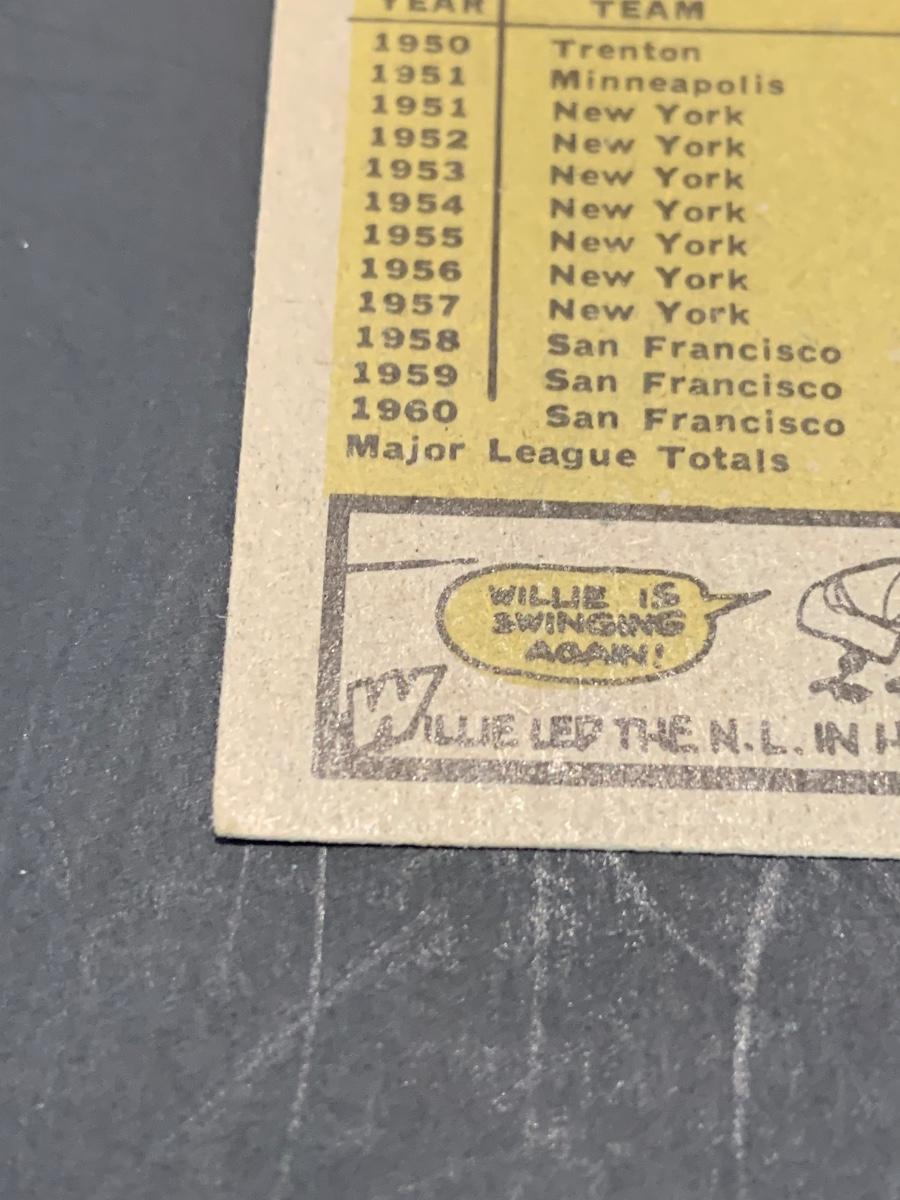 YEAR TEAM
1950 Trenton
1951 Minneapolis
1951 New York
1952 New York
1953 New York
1954 New York
1955 New York
1956 New York
1957 New York
1958 San Francisco
1959 San Francisco
1960 San Francisco
Major League Totals
WILLIE IS
SWINGING
AGAIN!
WILLIE LED THE N.L. IN H